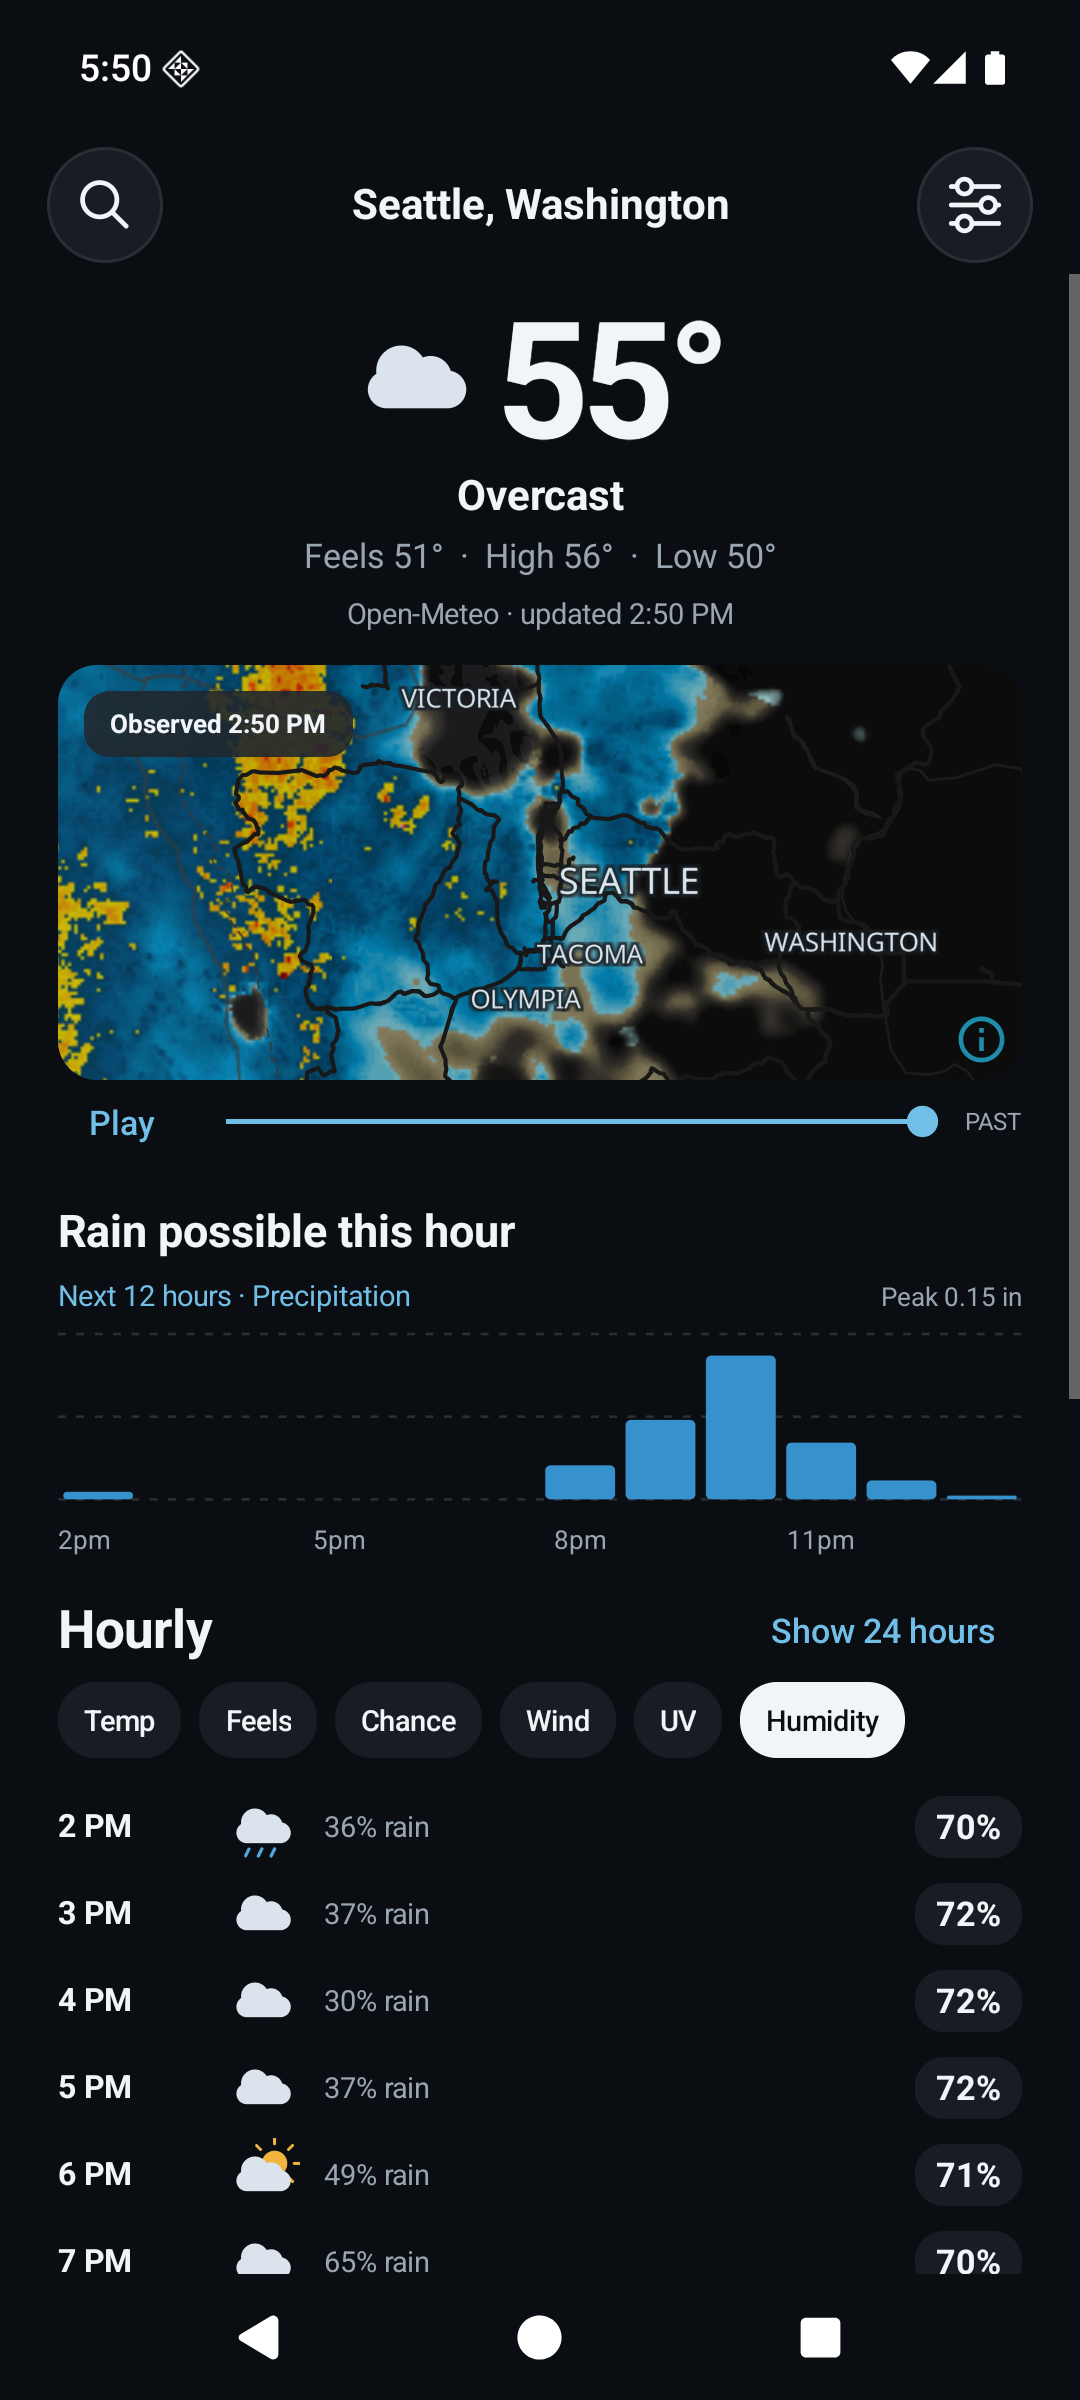 5:50
Seattle, Washington
55°
Overcast
Feels 51° · High 56° · Low 50°
Open-Meteo · updated 2:50 PM
Observed 2:50 PM
VICTORIA
SEATTLE
WASHINGTON
TACOMA
OLYMPIA
Play
PAST
Rain possible this hour
Next 12 hours · Precipitation
Peak 0.15 in
2pm 5pm 8pm 11pm
Hourly
Show 24 hours
Temp Feels Chance Wind UV Humidity
2 PM 36% rain 70%
3 PM 37% rain 72%
4 PM 30% rain 72%
5 PM 37% rain 72%
6 PM 49% rain 71%
7 PM 65% rain 70%